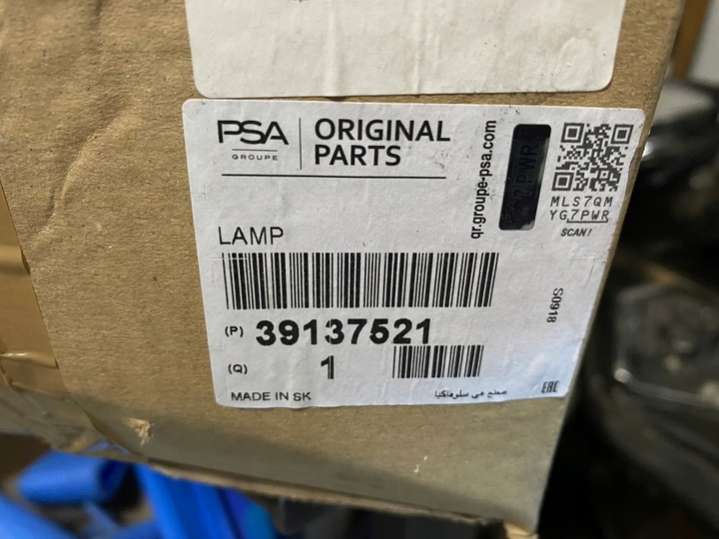 PSA
GROUPE
ORIGINAL
PARTS
qr.groupe-psa.com
7PWR
MLS7QM
YG7PWR
SCAN!
LAMP
S0918
(P) 39137521
(Q) 1
MADE IN SK
صنع في سلوفاكيا
EAC